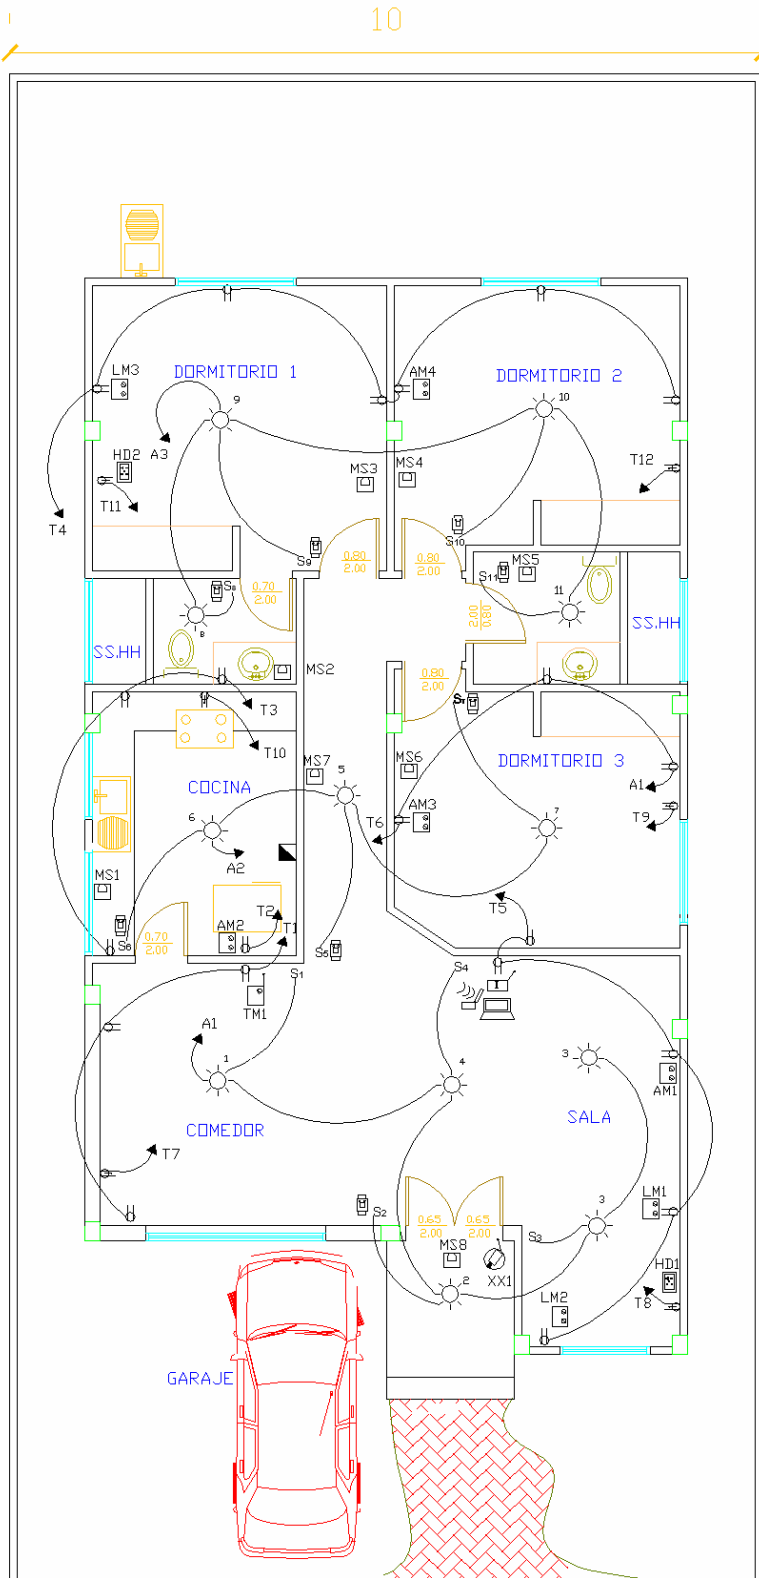 10
LM3
DORMITORIO 1
AM4
DORMITORIO 2
9
10
A3
HD2
MS3
MS4
T12
T11
T4
S9
0.80
2.00
0.80
2.00
S10
MS5
S11
S8
0.70
2.00
11
2.00
0.80
8
SS.HH
SS.HH
MS2
0.80
2.00
S7
T3
T10
COCINA
MS7
5
MS6
DORMITORIO 3
A1
6
AM3
T6
7
T9
A2
MS1
T2
T5
AM2
T1
S6
0.70
2.00
S5
S1
S4
TM1
A1
1
4
3
AM1
COMEDOR
SALA
T7
LM1
S2
0.65
2.00
0.65
2.00
3
S3
MS8
XX1
2
HD1
LM2
T8
GARAJE